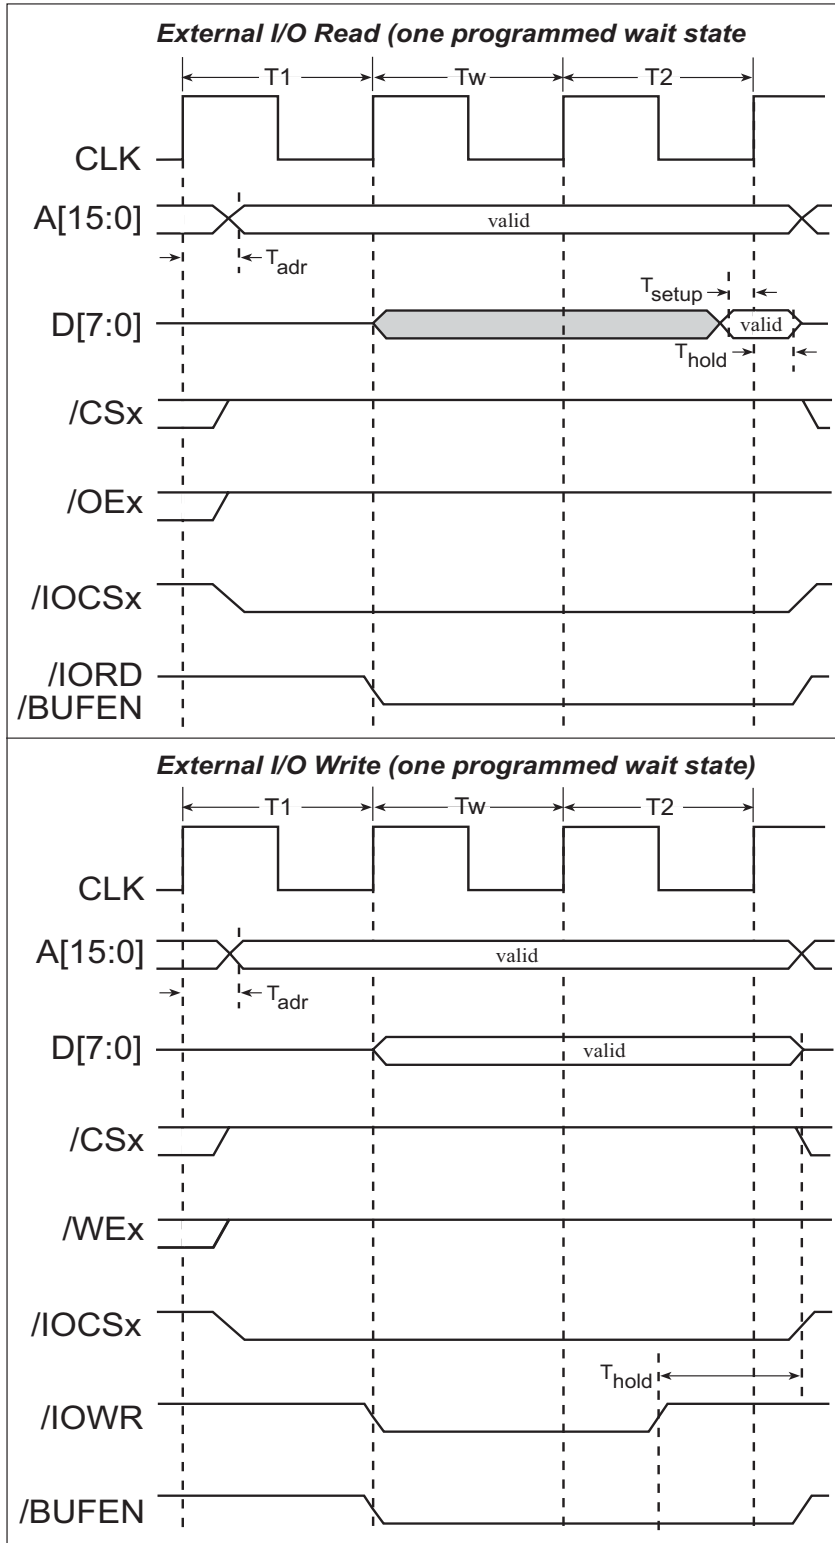 External I/O Read (one programmed wait state
T1 Tw T2
CLK
A[15:0] valid
Tadr
Tsetup
D[7:0] valid
Thold
/CSx
/OEx
/IOCSx
/IORD
/BUFEN
External I/O Write (one programmed wait state)
T1 Tw T2
CLK
A[15:0] valid
Tadr
D[7:0] valid
/CSx
/WEx
/IOCSx
Thold
/IOWR
/BUFEN